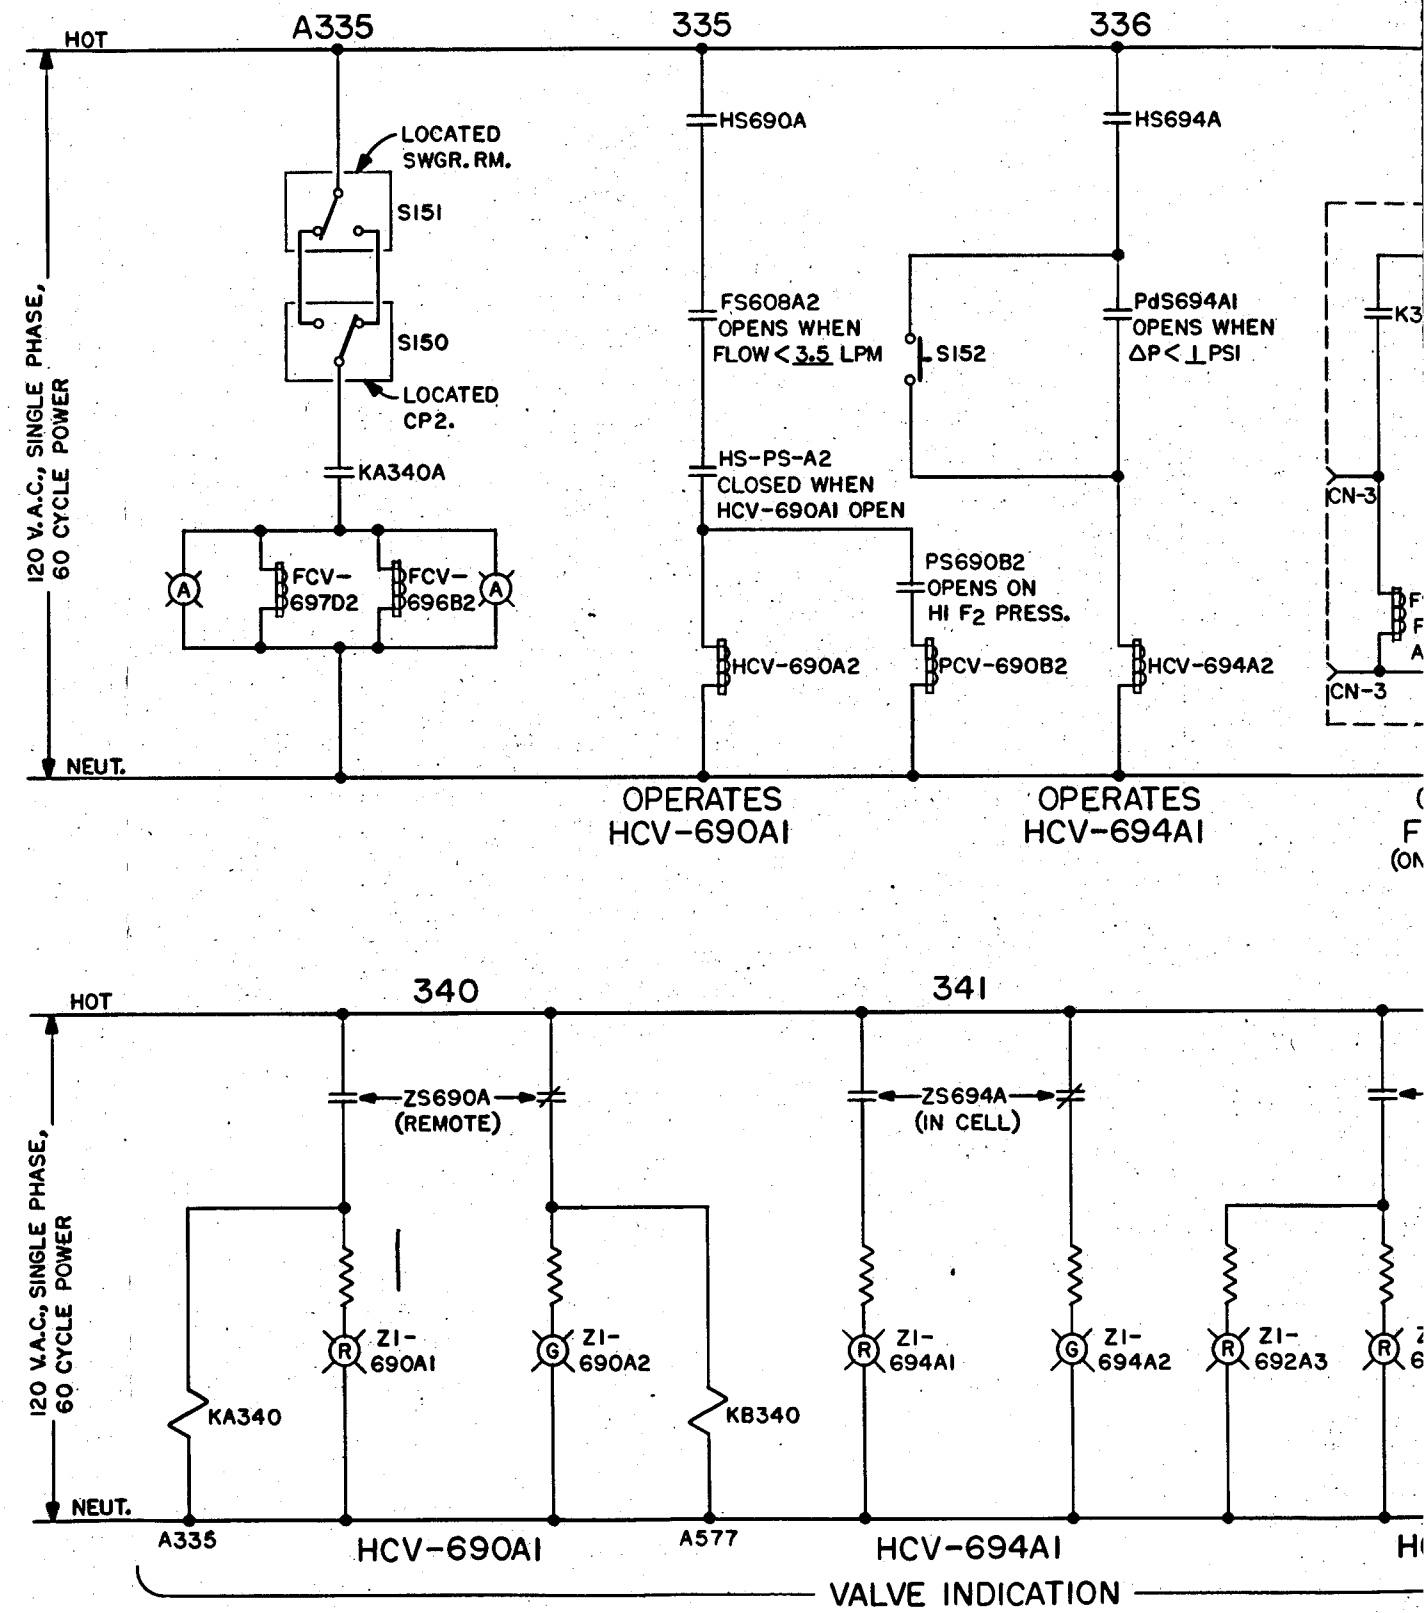 A335
335
336
HOT
HS690A
HS694A
LOCATED
SWGR. RM.
S151
120 V.A.C., SINGLE PHASE,
60 CYCLE POWER
FS608A2
OPENS WHEN
FLOW < 3.5 LPM
PdS694A1
OPENS WHEN
ΔP < 1 PSI
K3
S150
S152
LOCATED
CP2.
KA340A
HS-PS-A2
CLOSED WHEN
HCV-690A1 OPEN
CN-3
A
FCV-
697D2
FCV-
696B2
A
PS690B2
OPENS ON
HI F2 PRESS.
F
F
A
HCV-690A2
PCV-690B2
HCV-694A2
CN-3
NEUT.
OPERATES
HCV-690A1
OPERATES
HCV-694A1
F
(ON
HOT
340
341
ZS690A
(REMOTE)
ZS694A
(IN CELL)
120 V.A.C., SINGLE PHASE,
60 CYCLE POWER
R
ZI-
690A1
G
ZI-
690A2
R
ZI-
694A1
G
ZI-
694A2
R
ZI-
692A3
R
Z
6
KA340
KB340
NEUT.
A335
HCV-690A1
A577
HCV-694A1
H
VALVE INDICATION